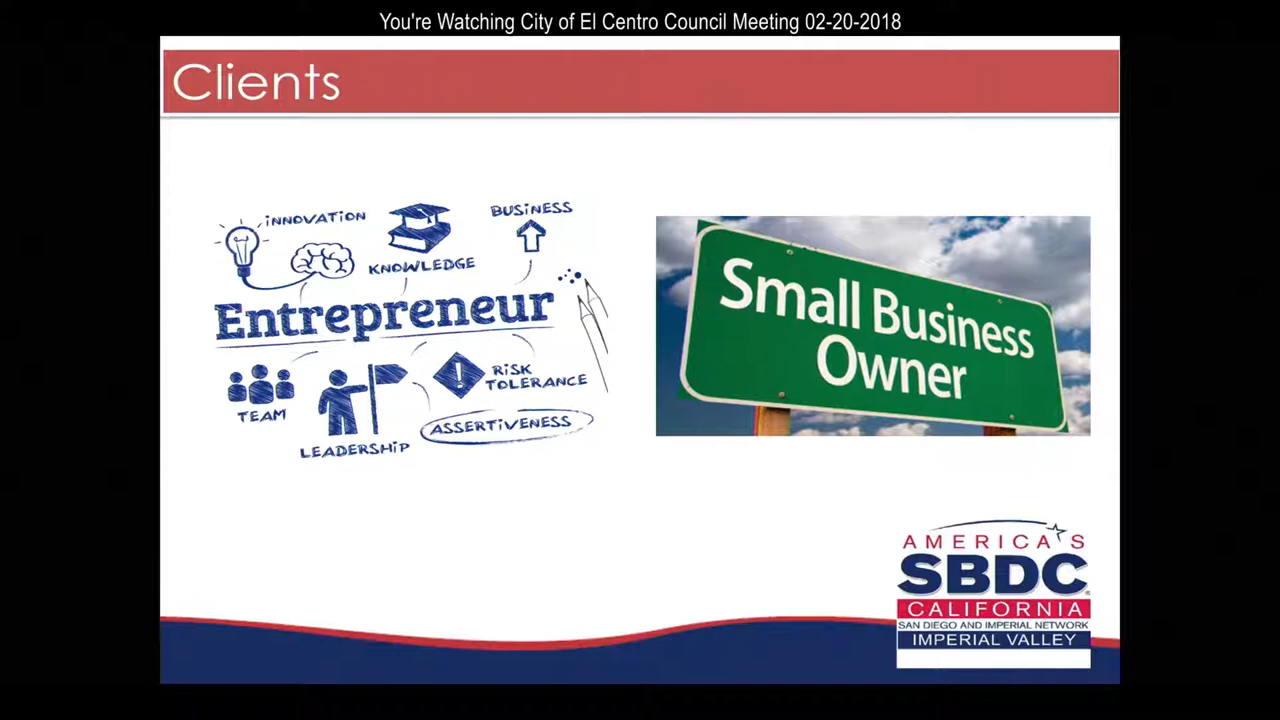 You're Watching City of El Centro Council Meeting 02-20-2018
Clients
INNOVATION
KNOWLEDGE
BUSINESS
Entrepreneur
TEAM
LEADERSHIP
RISK
TOLERANCE
ASSERTIVENESS
Small Business
Owner
AMERICA'S
SBDC
CALIFORNIA
SAN DIEGO AND IMPERIAL NETWORK
IMPERIAL VALLEY